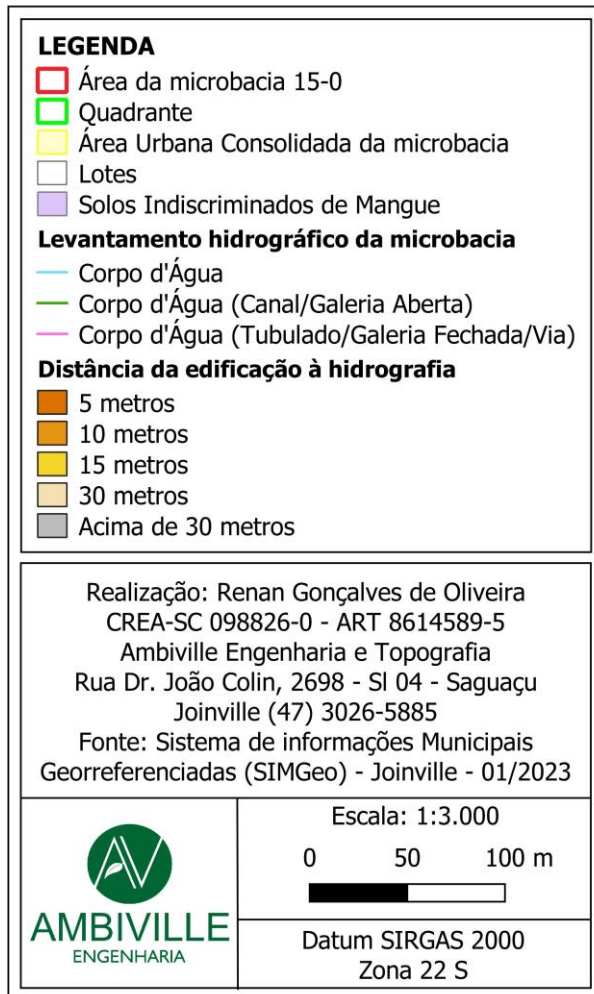 LEGENDA
Área da microbacia 15-0
Quadrante
Área Urbana Consolidada da microbacia
Lotes
Solos Indiscriminados de Mangue
Levantamento hidrográfico da microbacia
Corpo d'Água
Corpo d'Água (Canal/Galeria Aberta)
Corpo d'Água (Tubulado/Galeria Fechada/Via)
Distância da edificação à hidrografia
5 metros
10 metros
15 metros
30 metros
Acima de 30 metros
Realização: Renan Gonçalves de Oliveira
CREA-SC 098826-0 - ART 8614589-5
Ambiville Engenharia e Topografia
Rua Dr. João Colin, 2698 - Sl 04 - Saguaçu
Joinville (47) 3026-5885
Fonte: Sistema de informações Municipais
Georreferenciadas (SIMGeo) - Joinville - 01/2023
AV
AMBIVILLE
ENGENHARIA
Escala: 1:3.000
0 50 100 m
Datum SIRGAS 2000
Zona 22 S